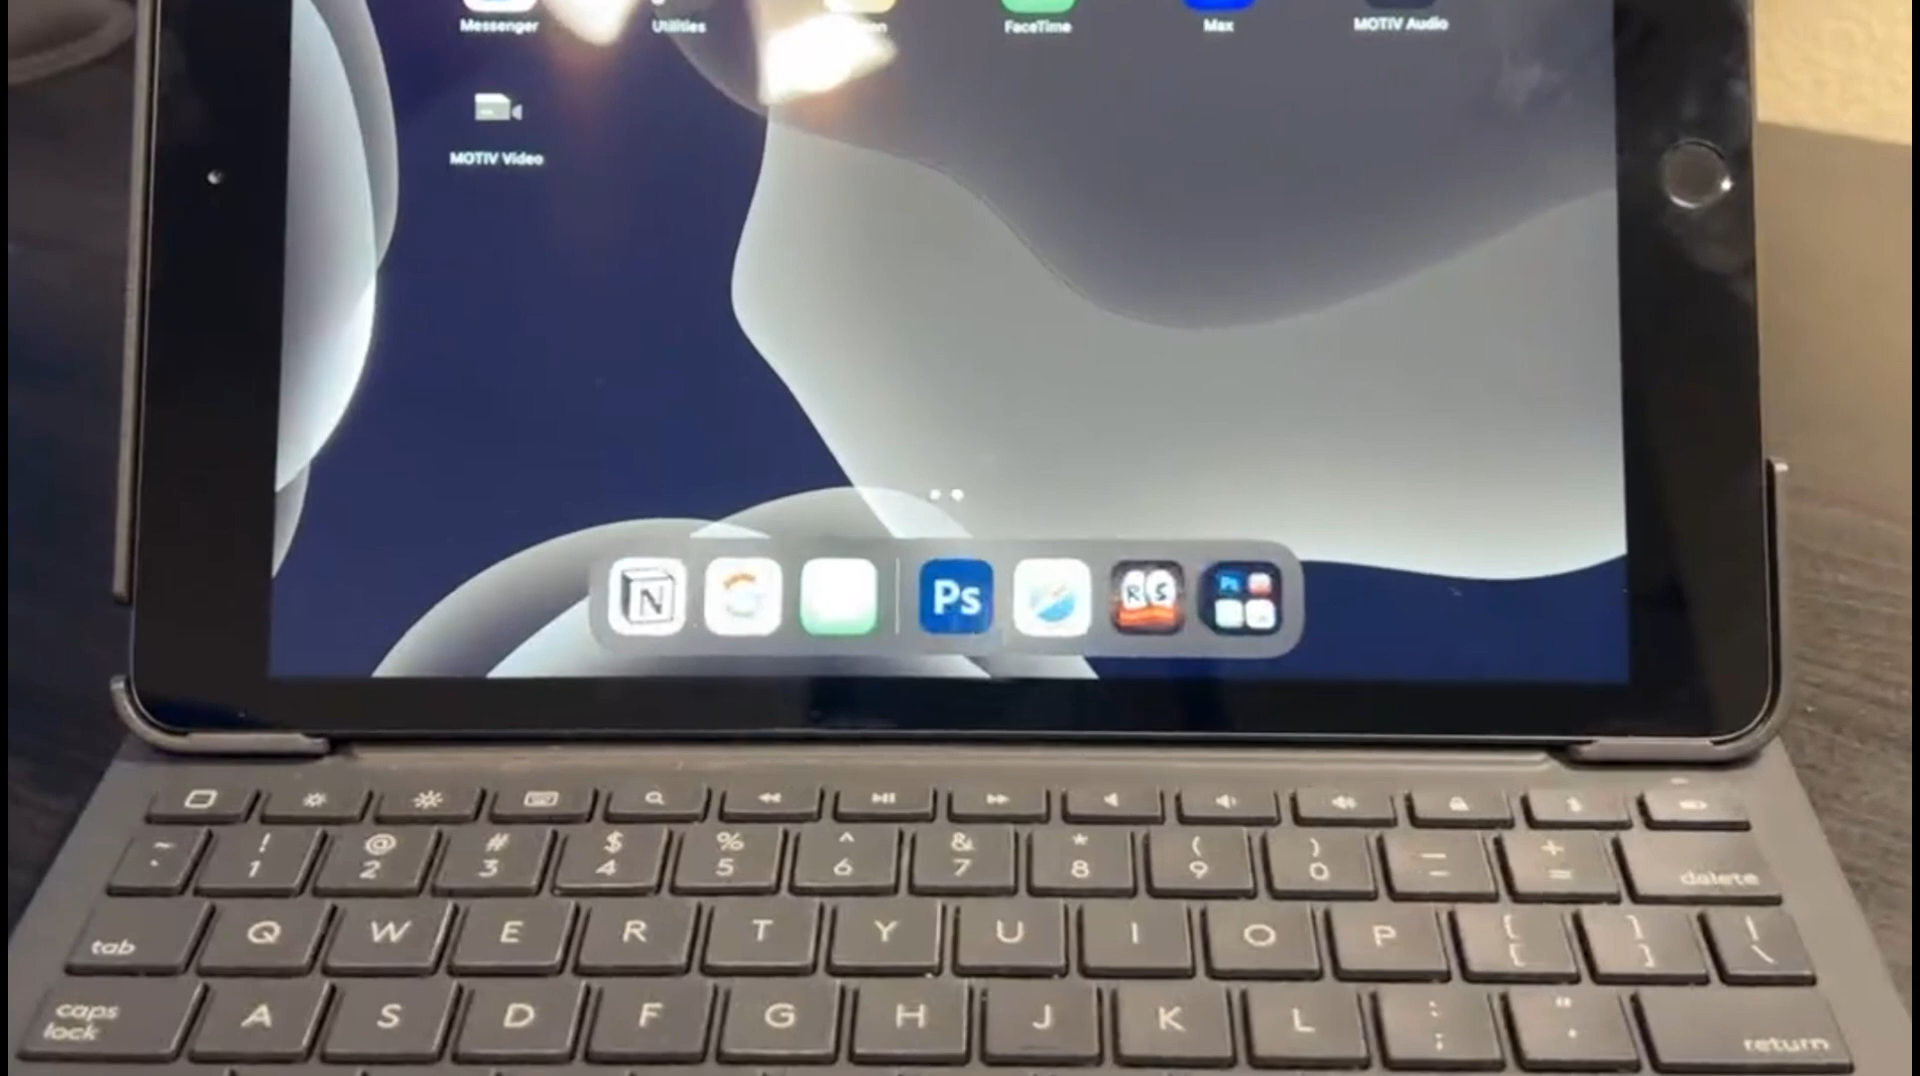 Messenger Utilities FaceTime Max MOTIV Audio
MOTIV Video
N G Ps R S Ps
~ ! @ # $ % ^ & * ( ) _ +
` 1 2 3 4 5 6 7 8 9 0 - = delete
tab Q W E R T Y U I O P { [ } ] | \
caps lock A S D F G H J K L : ; " ' return